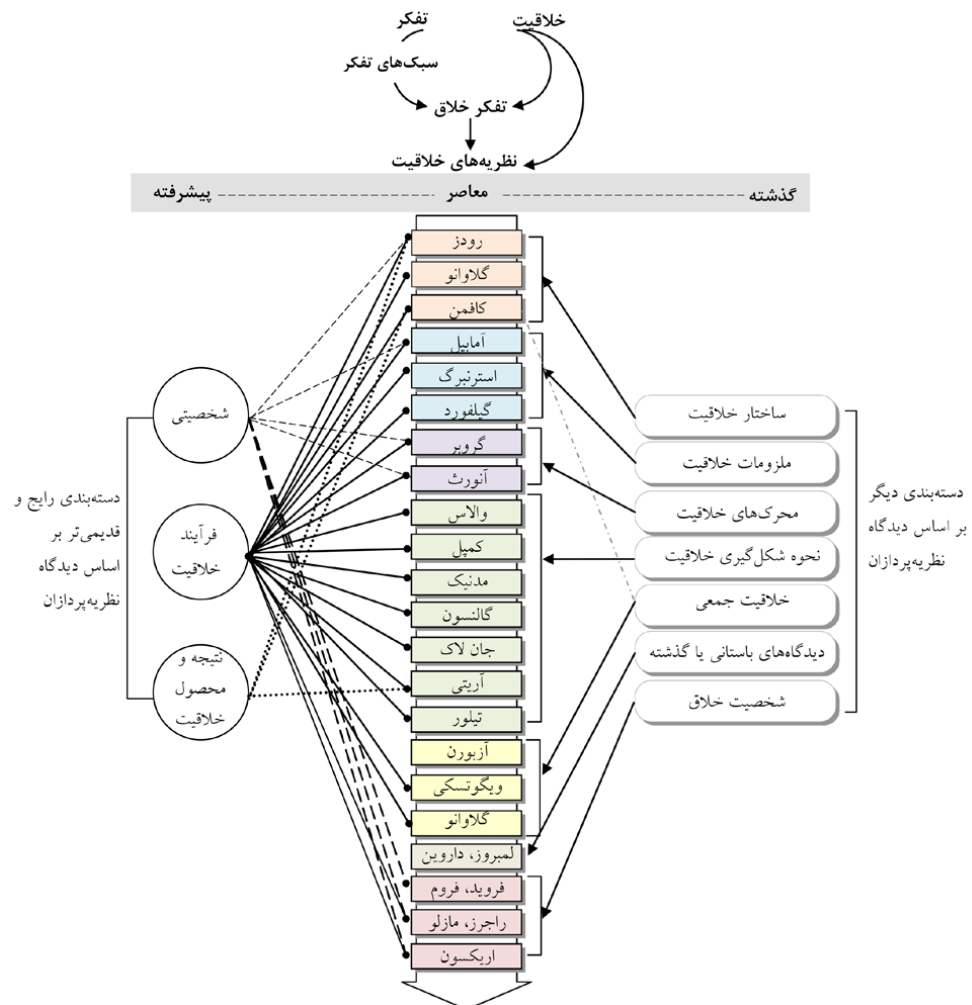 خلاقیت
تفکر
سبک‌های تفکر
تفکر خلاق
نظریه‌های خلاقیت
گذشته
معاصر
پیشرفته
رودز
گلاوانو
کافمن
آمابیل
استرنبرگ
گیلفورد
گروبر
آنورث
والاس
کمپل
مدنیک
گالنسون
جان لاک
آریتی
تیلور
آزبورن
ویگوتسکی
گلاوانو
لمبروز، داروین
فروید، فروم
راجرز، مازلو
اریکسون
دسته‌بندی دیگر
بر اساس دیدگاه
نظریه‌پردازان
ساختار خلاقیت
ملزومات خلاقیت
محرک‌های خلاقیت
نحوه شکل‌گیری خلاقیت
خلاقیت جمعی
دیدگاه‌های باستانی یا گذشته
شخصیت خلاق
شخصیتی
فرآیند
خلاقیت
نتیجه و
محصول
خلاقیت
دسته‌بندی رایج و
قدیمی‌تر بر
اساس دیدگاه
نظریه‌پردازان